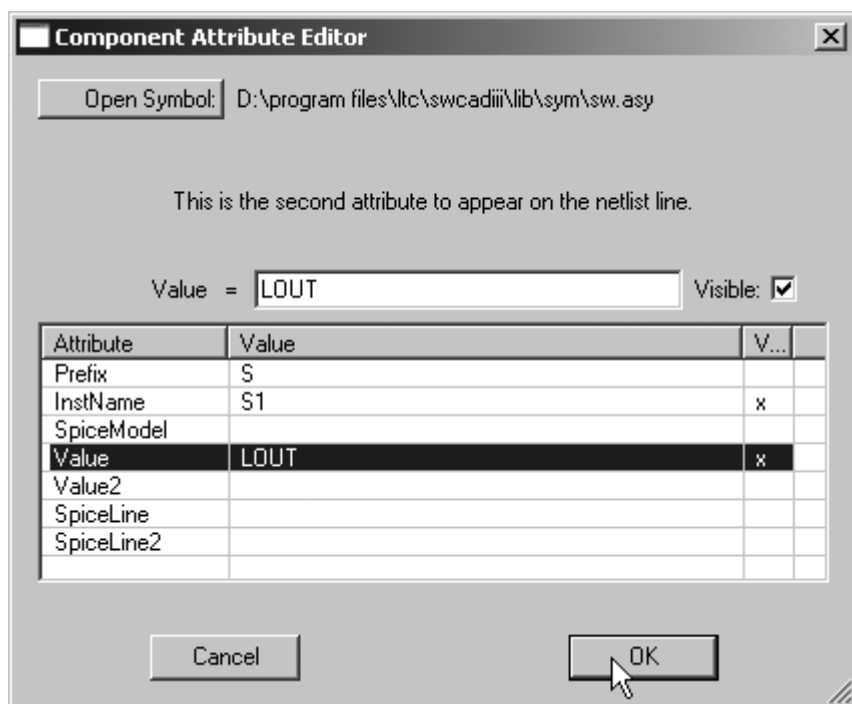 Component Attribute Editor
Open Symbol: D:\program files\ltc\swcadiii\lib\sym\sw.asy
This is the second attribute to appear on the netlist line.
Value = LOUT Visible:
Attribute Value V...
Prefix S
InstName S1 x
SpiceModel
Value LOUT x
Value2
SpiceLine
SpiceLine2
Cancel OK